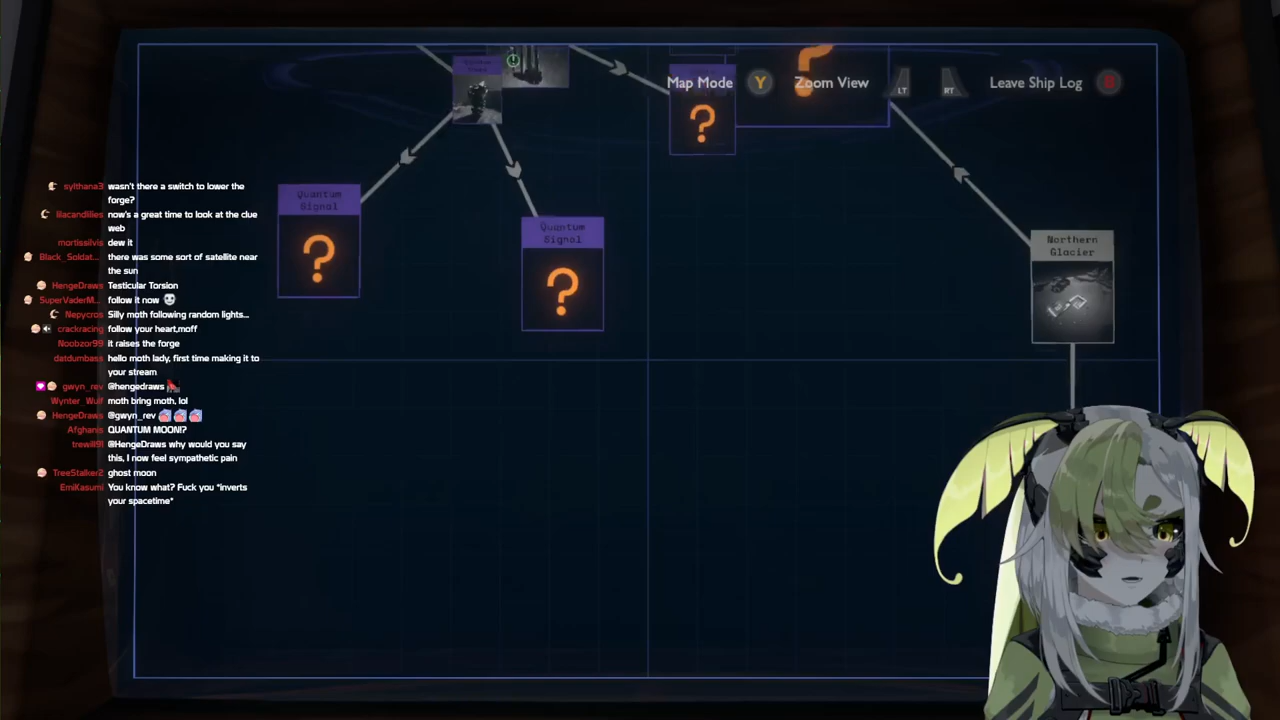 Map Mode Y Zoom View LT RT Leave Ship Log B
Quantum
Signal
?
Quantum
Signal
?
?
?
Northern
Glacier
sylthana3 wasn't there a switch to lower the
forge?
lilacandlilies now's a great time to look at the clue
web
mortissilvis dew it
Black_Soldat... there was some sort of satellite near
the sun
HengeDraws Testicular Torsion
SuperVaderM... follow it now
Nepycros Silly moth following random lights...
crackracing follow your heart,moff
Noobzor99 it raises the forge
datdumbass hello moth lady, first time making it to
your stream
gwyn_rev @hengedraws
Wynter_Wulf moth bring moth, lol
HengeDraws @gwyn_rev
Afghanis QUANTUM MOON!?
trewill91 @HengeDraws why would you say
this, I now feel sympathetic pain
TreeStalker2 ghost moon
EmiKasumi You know what? Fuck you *inverts
your spacetime*